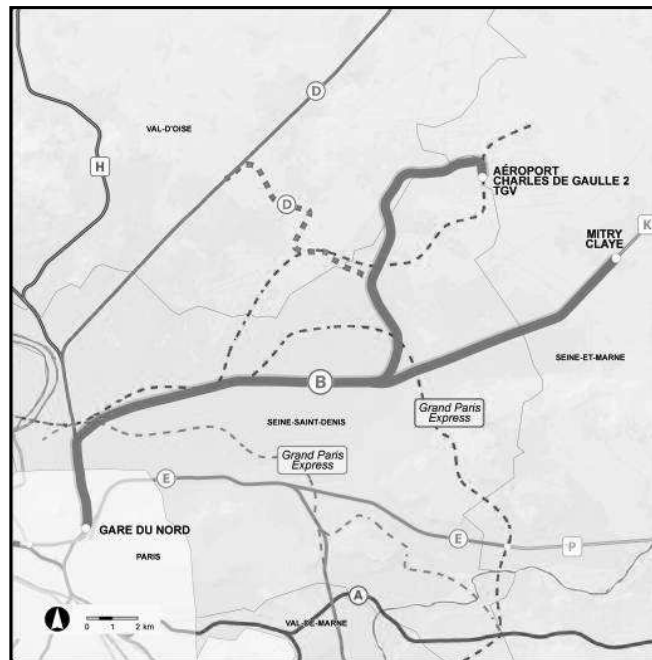 D
VAL-D'OISE
H
AÉROPORT
CHARLES DE GAULLE 2
TGV
D
K
MITRY
CLAYE
SEINE-ET-MARNE
B
Grand Paris
Express
SEINE-SAINT-DENIS
Grand Paris
Express
E
GARE DU NORD
E
P
PARIS
A
VAL-DE-MARNE
0 1 2 km